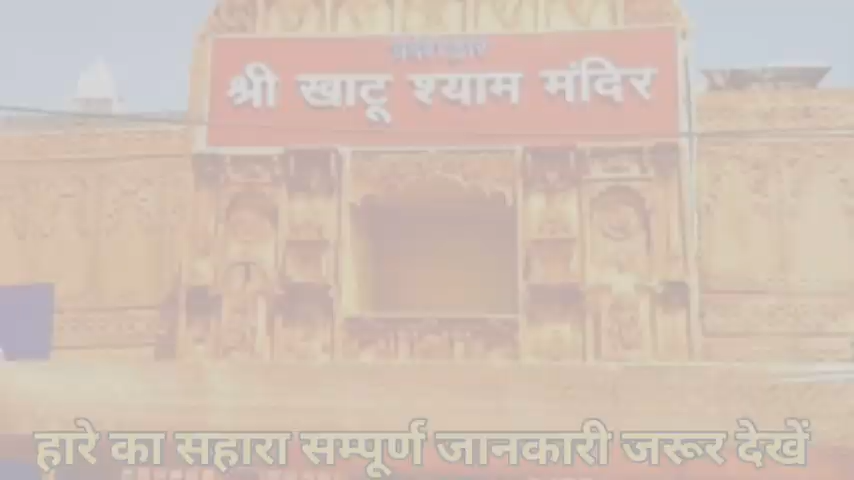 श्री खाटू श्याम मंदिर
हारे का सहारा सम्पूर्ण जानकारी जरूर देखें